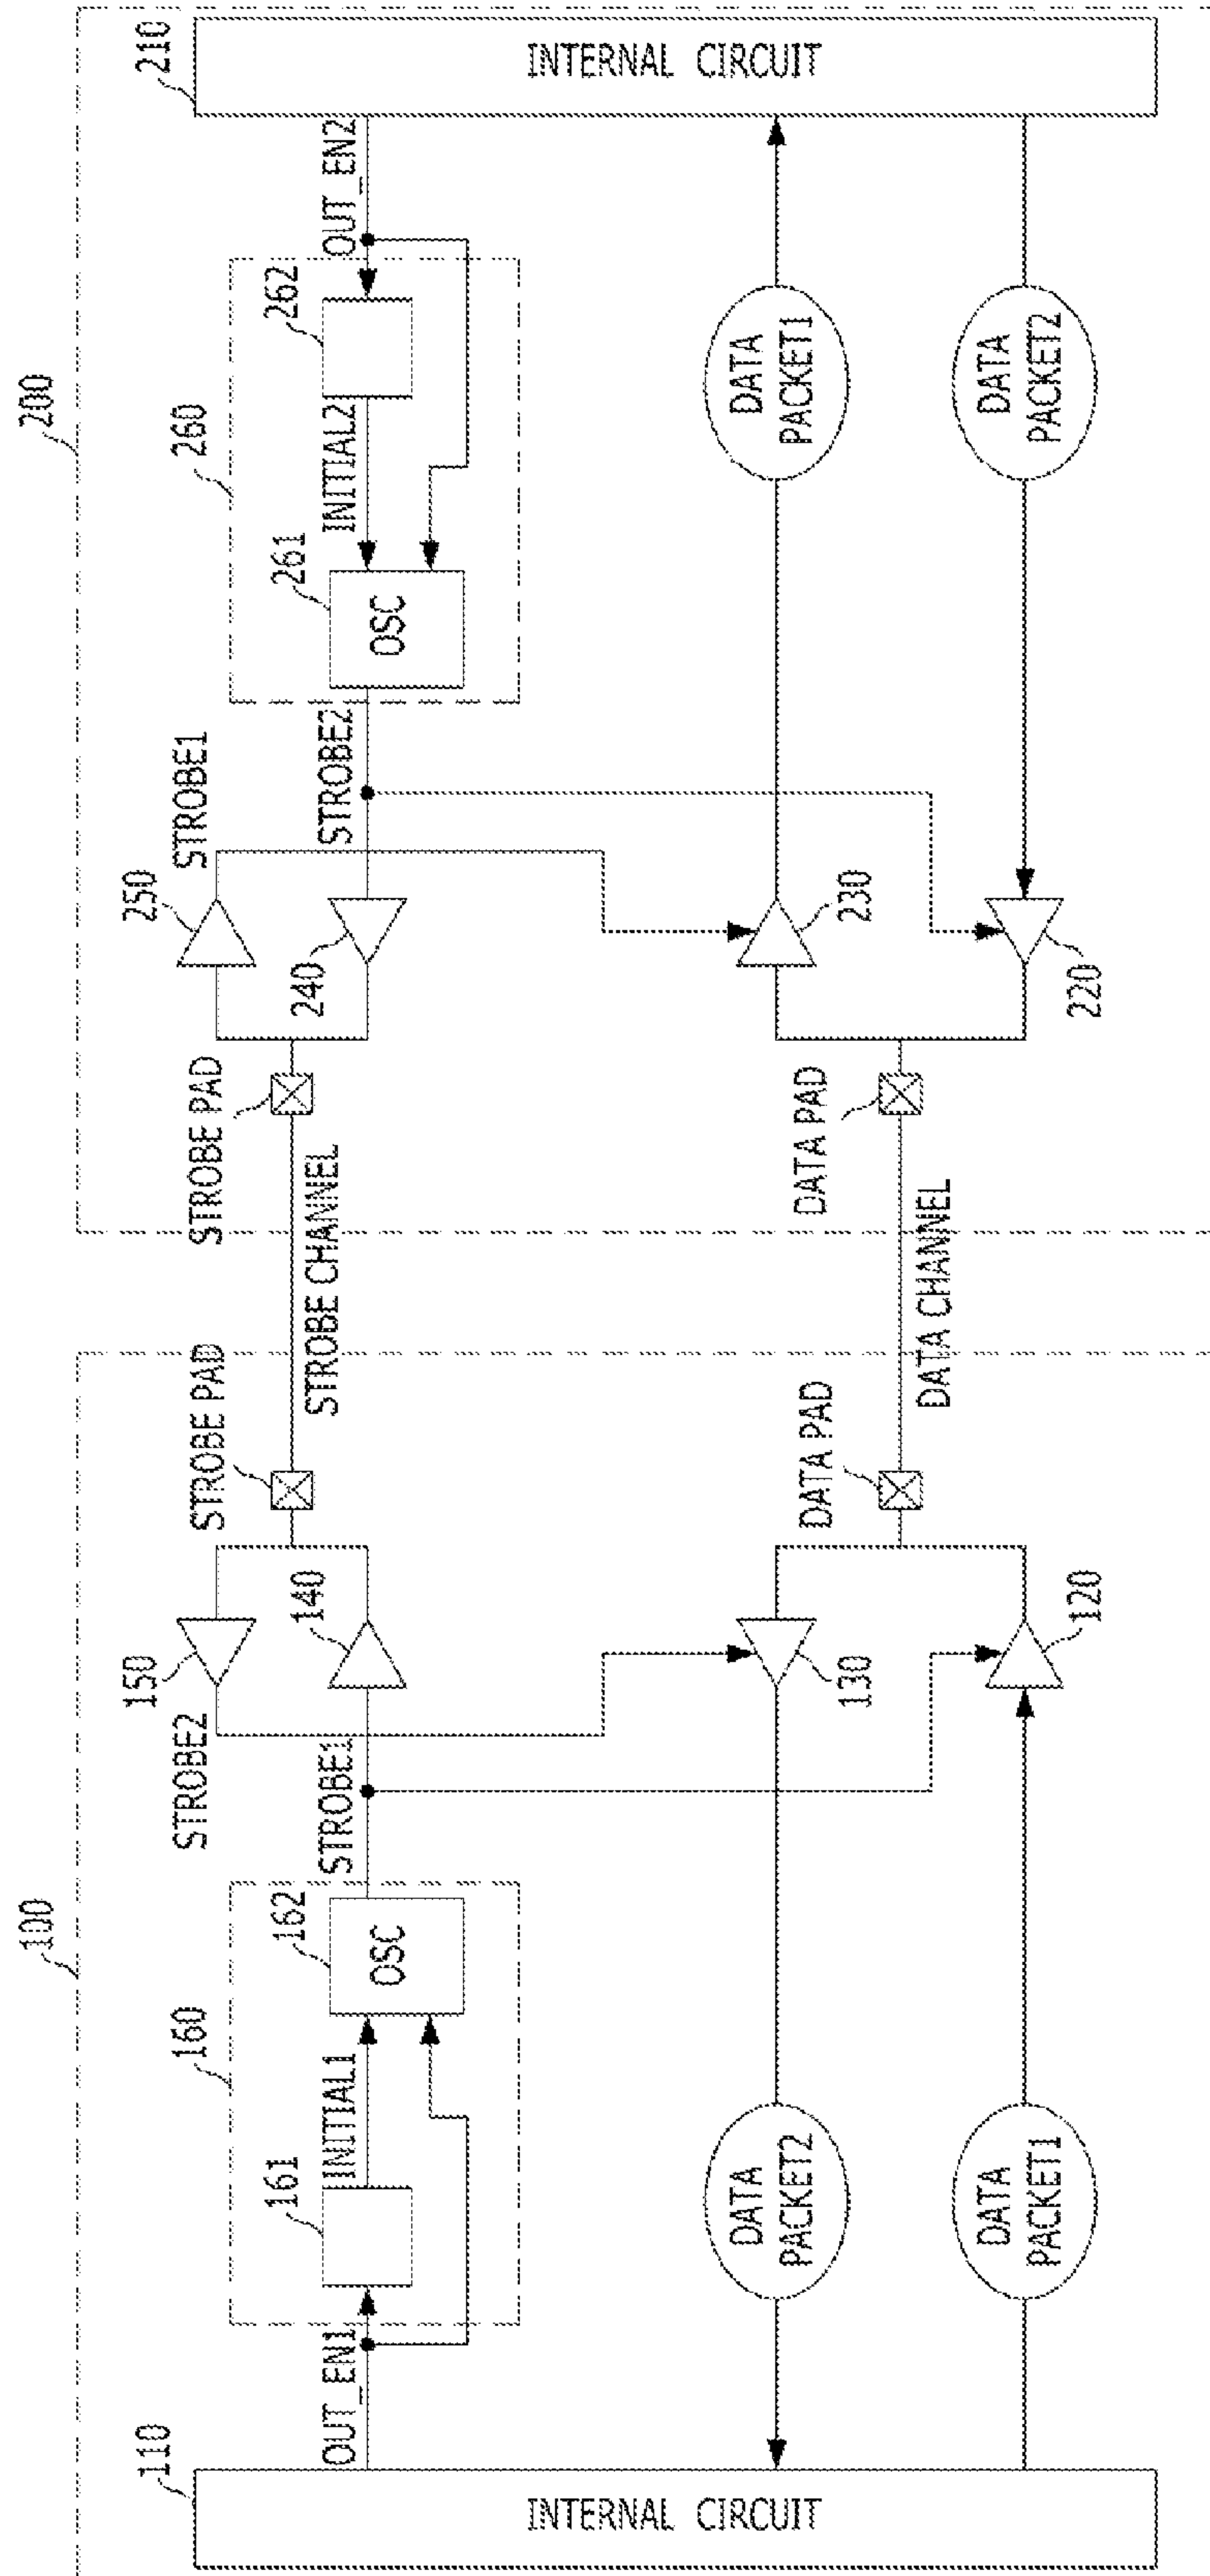 100
200
110
INTERNAL CIRCUIT
OUT_EN1
160
161
INITIAL1
162
OSC
STROBE2
STROBE1
150
140
STROBE PAD
STROBE CHANNEL
STROBE PAD
250
240
STROBE1
STROBE2
260
261
OSC
INITIAL2
262
OUT_EN2
210
INTERNAL CIRCUIT
DATA
PACKET2
130
DATA PAD
DATA CHANNEL
DATA PAD
230
DATA
PACKET1
DATA
PACKET1
120
220
DATA
PACKET2